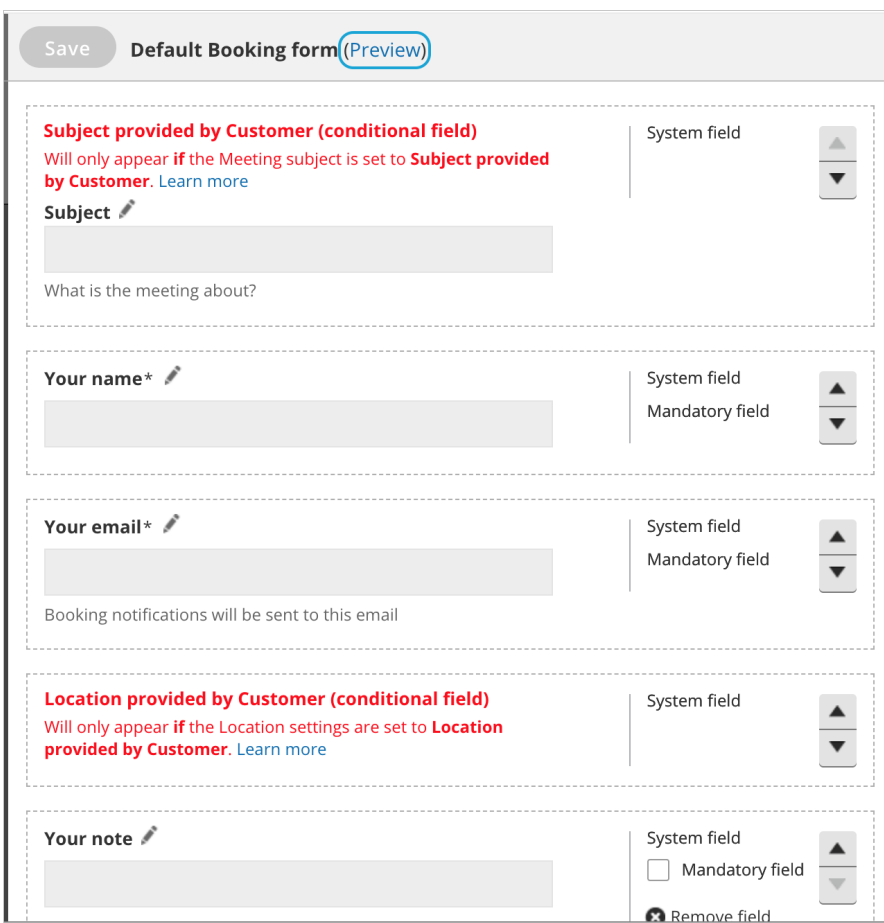 Save Default Booking form (Preview)
Subject provided by Customer (conditional field)
System field
Will only appear if the Meeting subject is set to Subject provided
by Customer. Learn more
Subject
What is the meeting about?
Your name*
System field
Mandatory field
Your email*
System field
Mandatory field
Booking notifications will be sent to this email
Location provided by Customer (conditional field)
System field
Will only appear if the Location settings are set to Location
provided by Customer. Learn more
Your note
System field
Mandatory field
Remove field